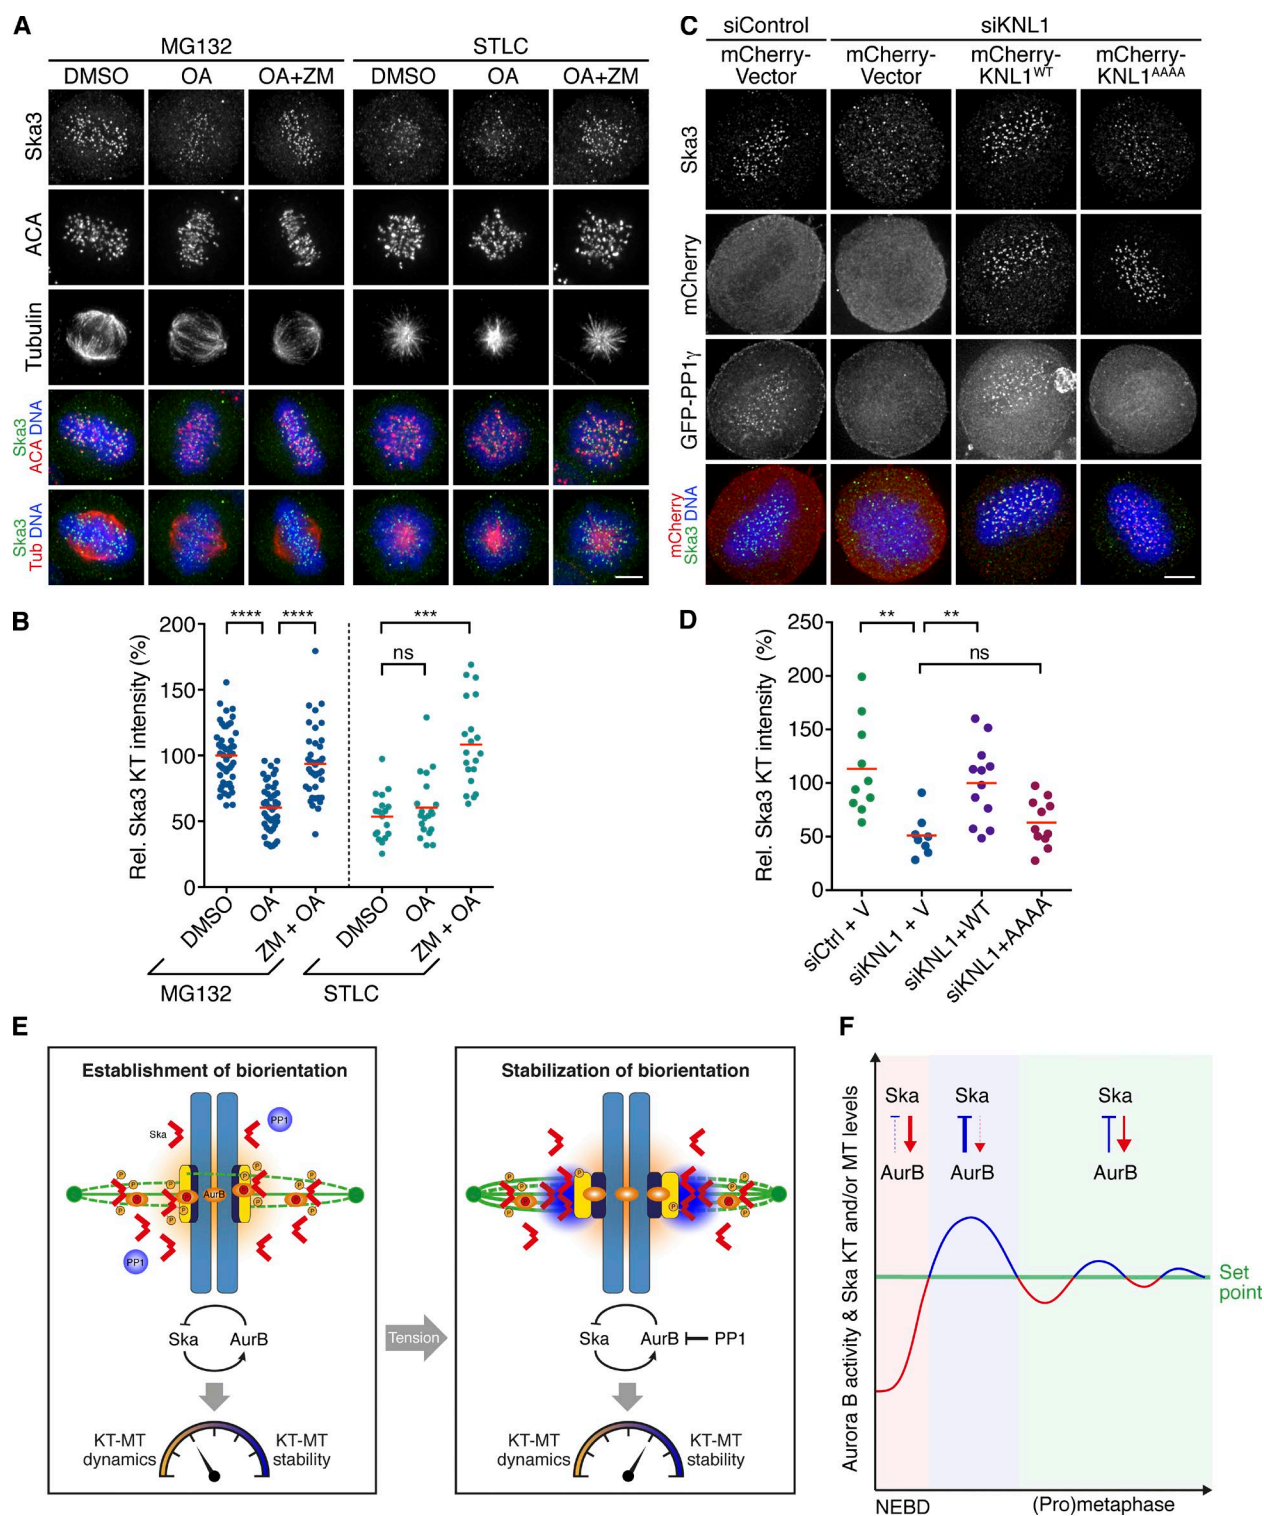 A
MG132
STLC
DMSO
OA
OA+ZM
DMSO
OA
OA+ZM
Ska3
ACA
Tubulin
Ska3
ACA DNA
Ska3
Tub DNA
C
siControl
siKNL1
mCherry-
Vector
mCherry-
Vector
mCherry-
KNL1WT
mCherry-
KNL1AAAA
Ska3
mCherry
GFP-PP1γ
mCherry
Ska3 DNA
B
Rel. Ska3 KT intensity (%)
200
150
100
50
0
****
****
***
ns
DMSO
OA
ZM + OA
DMSO
OA
ZM + OA
MG132
STLC
D
Rel. Ska3 KT intensity (%)
250
200
150
100
50
0
**
**
ns
siCtrl + V
siKNL1 + V
siKNL1+WT
siKNL1+AAAA
E
Establishment of biorientation
Ska
PP1
P
P
P
P
P
P
P
P
AurB
PP1
Ska
AurB
KT-MT
dynamics
KT-MT
stability
Tension
Stabilization of biorientation
P
P
P
P
Ska
AurB
PP1
KT-MT
dynamics
KT-MT
stability
F
Aurora B activity & Ska KT and/or MT levels
Ska
AurB
Ska
AurB
Ska
AurB
Set
point
NEBD
(Pro)metaphase